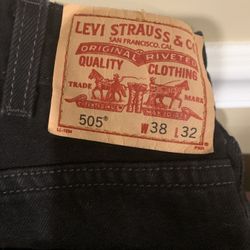 LEVI STRAUSS & CO
SAN FRANCISCO, CAL.
ORIGINAL RIVETED
QUALITY CLOTHING
TRADE MARK
505® W 38 L 32